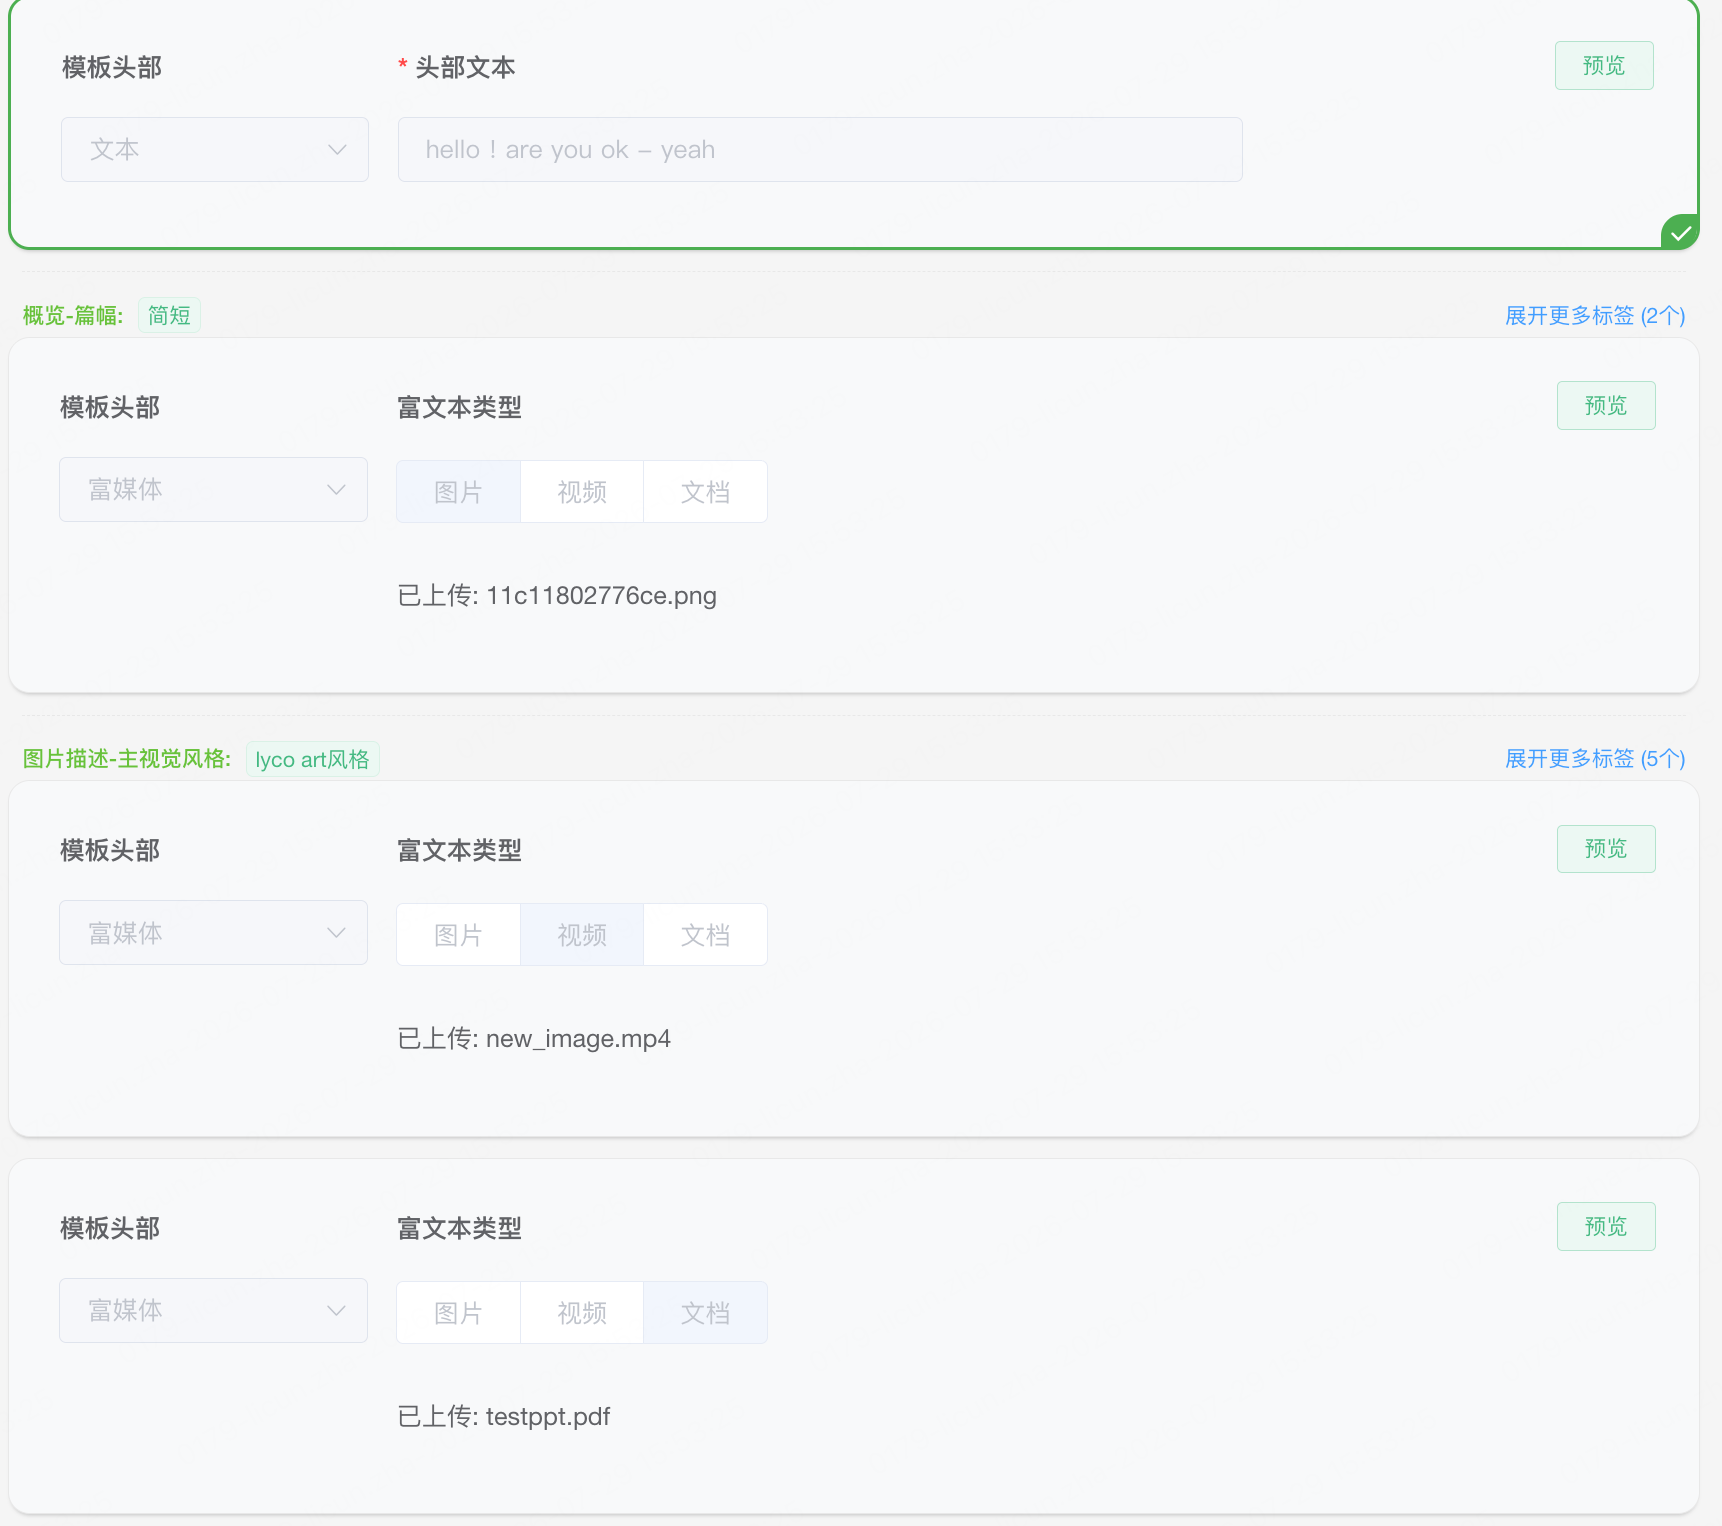 模板头部
* 头部文本
预览
文本
hello ! are you ok – yeah
概览-篇幅:
简短
展开更多标签 (2个)
模板头部
富文本类型
预览
富媒体
图片
视频
文档
已上传: 11c11802776ce.png
图片描述-主视觉风格:
lyco art风格
展开更多标签 (5个)
模板头部
富文本类型
预览
富媒体
图片
视频
文档
已上传: new_image.mp4
模板头部
富文本类型
预览
富媒体
图片
视频
文档
已上传: testppt.pdf